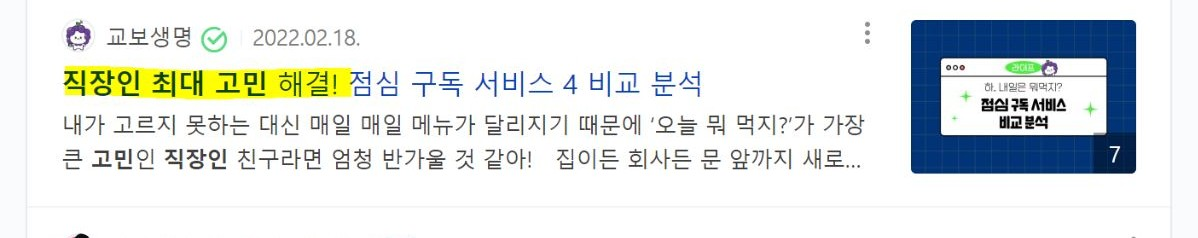 교보생명 2022.02.18.
직장인 최대 고민 해결! 점심 구독 서비스 4 비교 분석
내가 고르지 못하는 대신 매일 매일 메뉴가 달리지기 때문에 ‘오늘 뭐 먹지?’가 가장
큰 고민인 직장인 친구라면 엄청 반가울 것 같아! 집이든 회사든 문 앞까지 새로...
라이프
하. 내일은 뭐먹지?
점심 구독 서비스
비교 분석
7